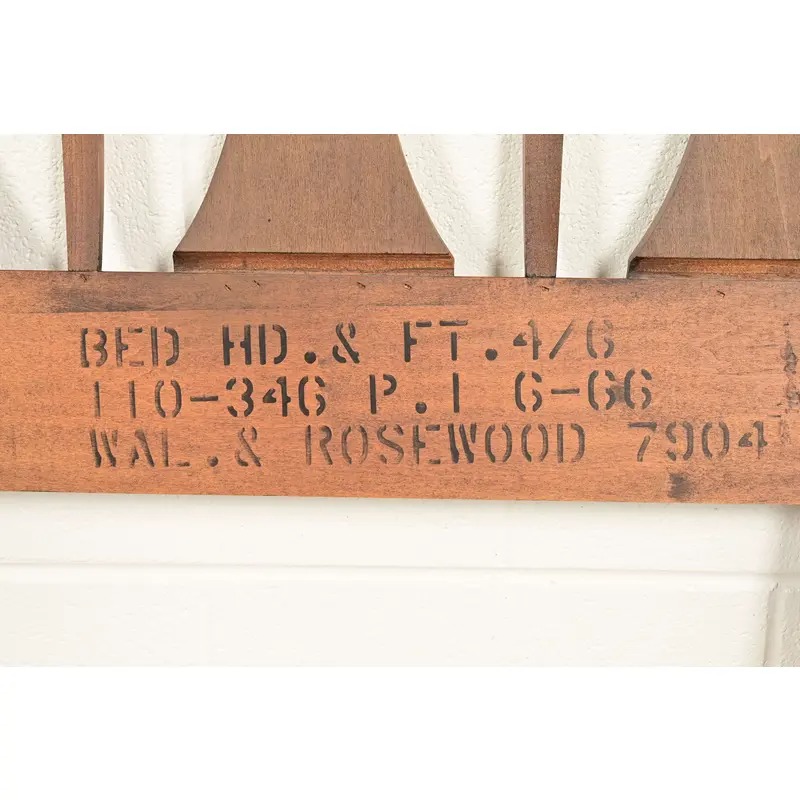 BED HD.& FT.4/6
110-346 P.1 6-66
WAL.& ROSEWOOD 7904